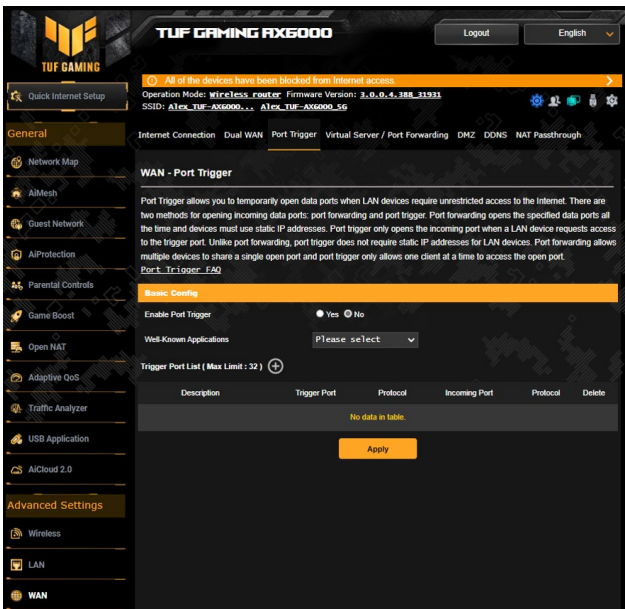 TUF GAMING
TUF GAMING AX6000
Logout
English
All of the devices have been blocked from Internet access.
Quick Internet Setup
Operation Mode: Wireless router Firmware Version: 3.0.0.4.388_31931
SSID: Alex_TUF-AX6000... Alex_TUF-AX6000_5G
General
Internet Connection Dual WAN Port Trigger Virtual Server / Port Forwarding DMZ DDNS NAT Passthrough
Network Map
AiMesh
Guest Network
AiProtection
Parental Controls
Game Boost
Open NAT
Adaptive QoS
Traffic Analyzer
USB Application
AiCloud 2.0
Advanced Settings
Wireless
LAN
WAN
WAN - Port Trigger
Port Trigger allows you to temporarily open data ports when LAN devices require unrestricted access to the Internet. There are
two methods for opening incoming data ports: port forwarding and port trigger. Port forwarding opens the specified data ports all
the time and devices must use static IP addresses. Port trigger only opens the incoming port when a LAN device requests access
to the trigger port. Unlike port forwarding, port trigger does not require static IP addresses for LAN devices. Port forwarding allows
multiple devices to share a single open port and port trigger only allows one client at a time to access the open port.
Port Trigger FAQ
Basic Config
Enable Port Trigger Yes No
Well-Known Applications Please select
Trigger Port List ( Max Limit : 32 )
Description Trigger Port Protocol Incoming Port Protocol Delete
No data in table.
Apply